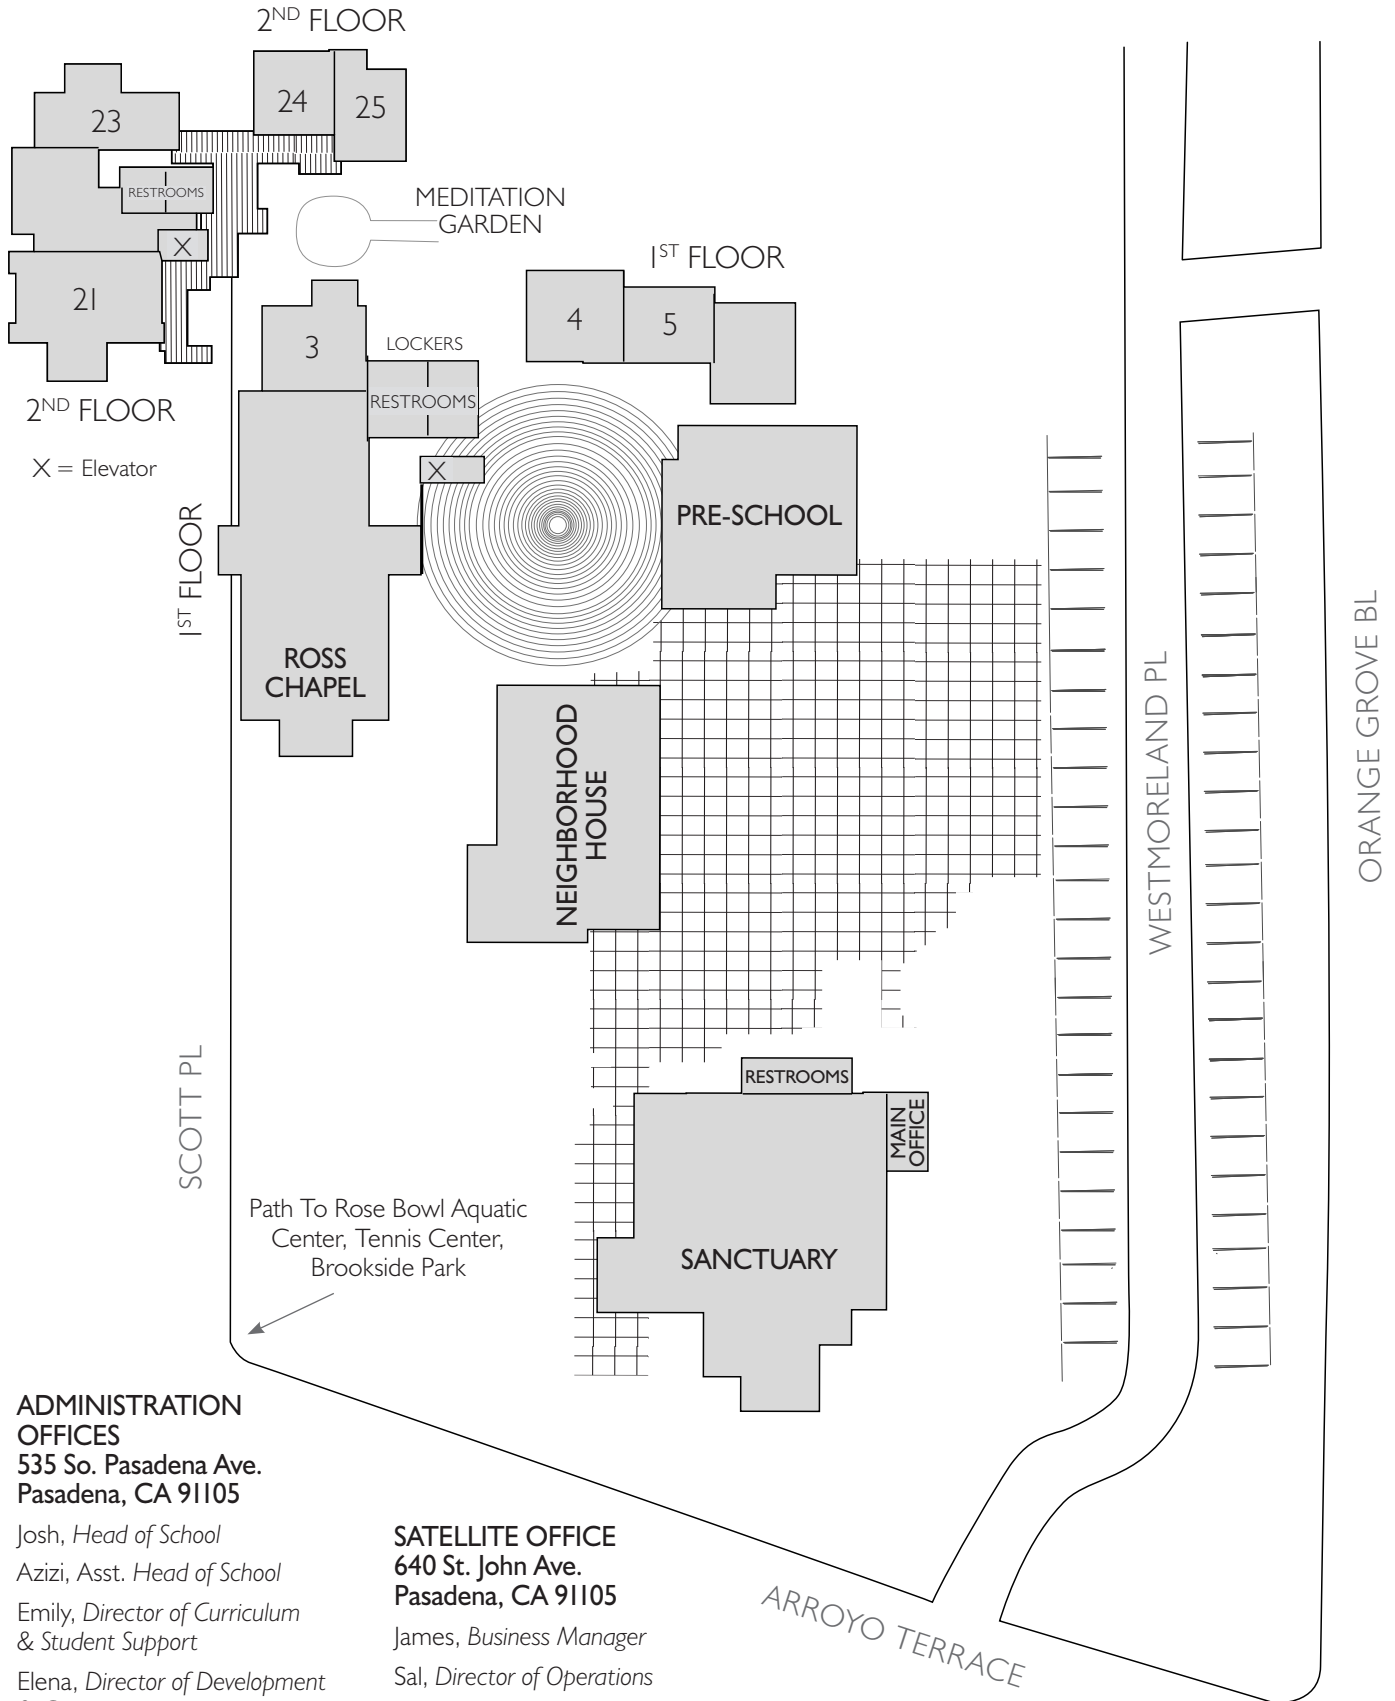 2ND FLOOR
24
25
23
RESTROOMS
MEDITATION
GARDEN
X
1ST FLOOR
21
4
5
3
LOCKERS
RESTROOMS
2ND FLOOR
X = Elevator
X
1ST FLOOR
PRE-SCHOOL
ROSS
CHAPEL
NEIGHBORHOOD
HOUSE
WESTMORELAND PL
ORANGE GROVE BL
SCOTT PL
RESTROOMS
MAIN
OFFICE
Path To Rose Bowl Aquatic
Center, Tennis Center,
Brookside Park
SANCTUARY
ADMINISTRATION
OFFICES
535 So. Pasadena Ave.
Pasadena, CA 91105
Josh, Head of School
Azizi, Asst. Head of School
Emily, Director of Curriculum
& Student Support
Elena, Director of Development
SATELLITE OFFICE
640 St. John Ave.
Pasadena, CA 91105
James, Business Manager
Sal, Director of Operations
ARROYO TERRACE